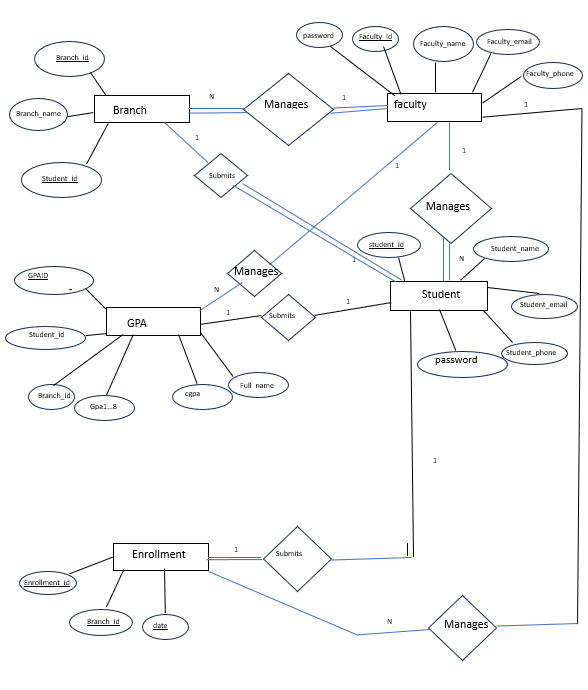 password
Faculty_id
Faculty_name
Faculty_email
Faculty_phone
Branch_id
Branch_name
Student_id
Branch
N
Manages
1
faculty
1
1
Submits
1
1
Manages
N
student_id
Student_name
1
Manages
N
GPAID
Student
Student_email
Student_id
GPA
1
Submits
1
password
Student_phone
Branch_id
Gpa1...8
cgpa
Full_name
1
Enrollment
1
Submits
Enrollment_id
Branch_id
date
N
Manages